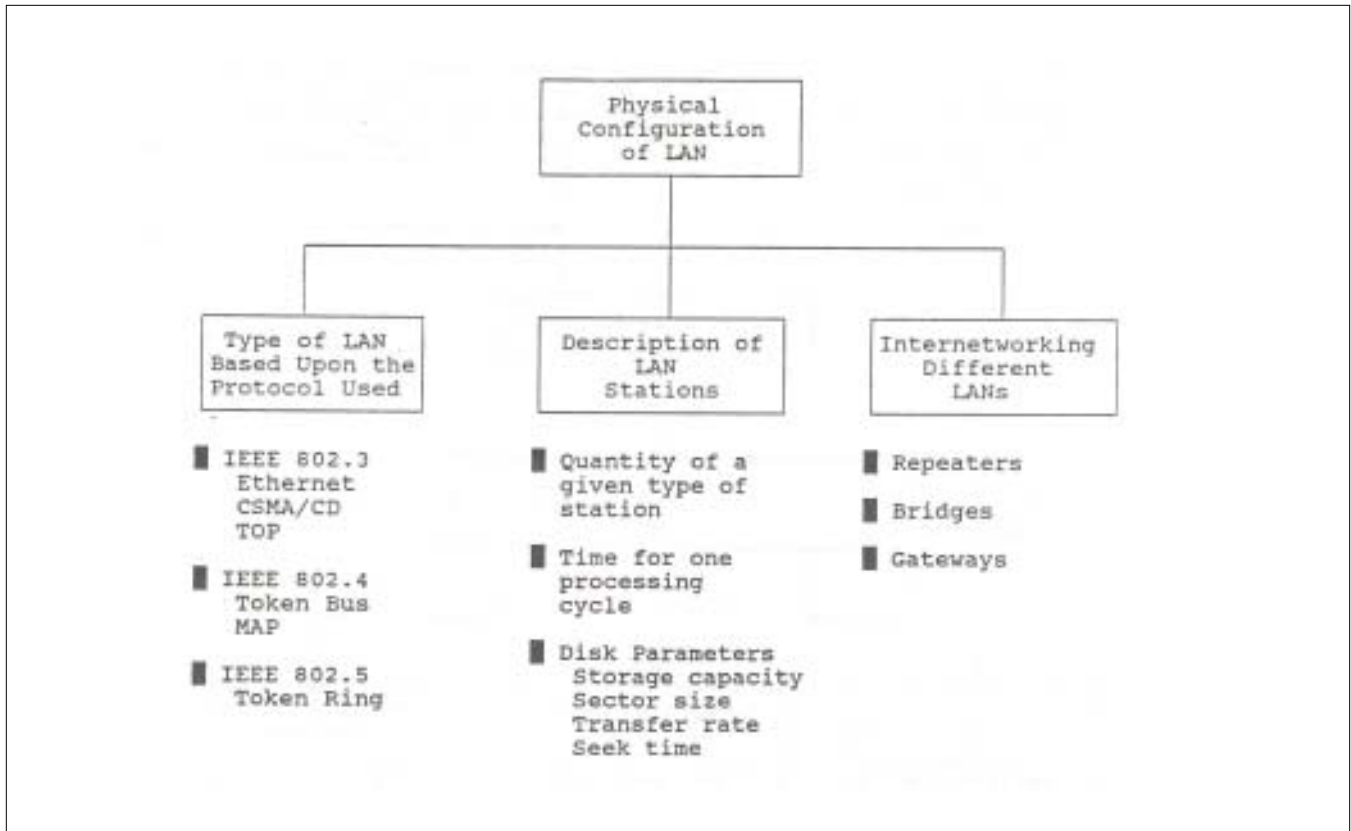 Physical
Configuration
of LAN
Type of LAN
Based Upon the
Protocol Used
IEEE 802.3
Ethernet
CSMA/CD
TOP
IEEE 802.4
Token Bus
MAP
IEEE 802.5
Token Ring
Description of
LAN
Stations
Quantity of a
given type of
station
Time for one
processing
cycle
Disk Parameters
Storage capacity
Sector size
Transfer rate
Seek time
Internetworking
Different
LANs
Repeaters
Bridges
Gateways